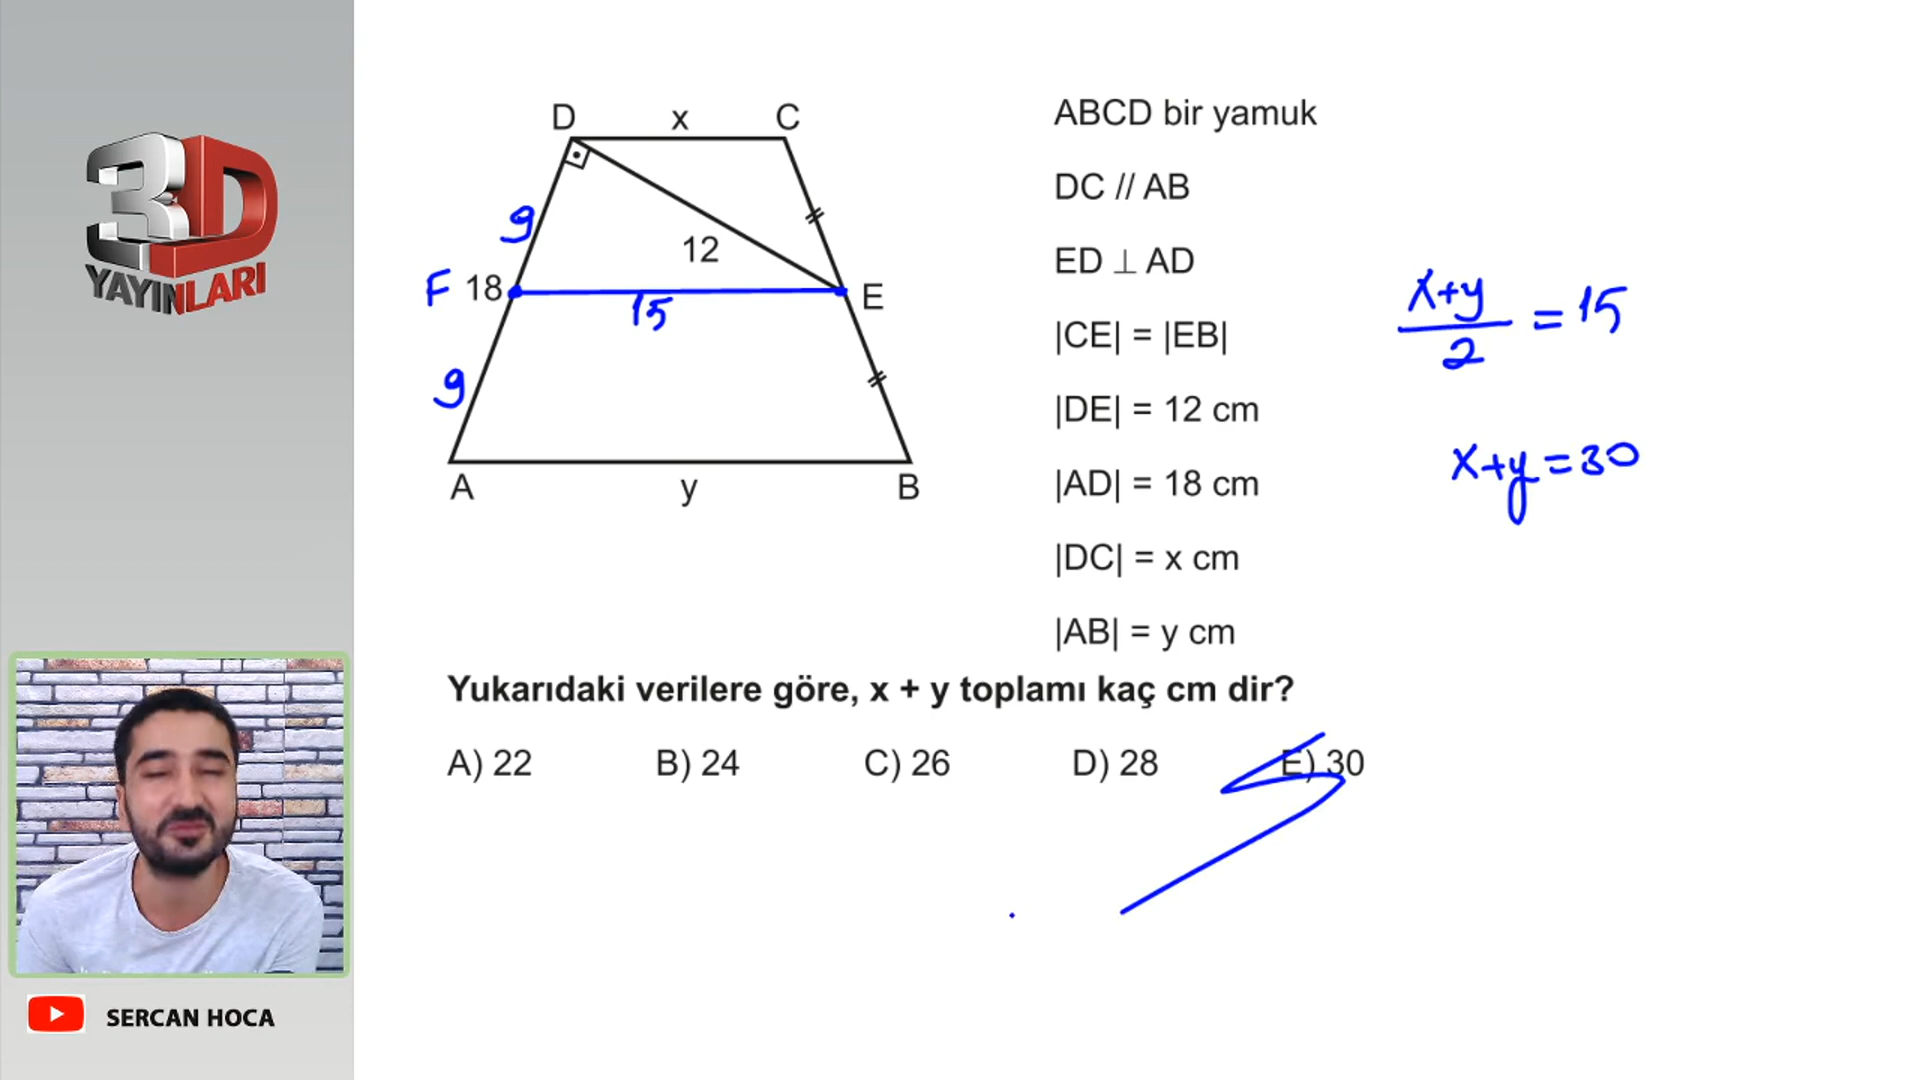 3D
YAYINLARI
D x C
9
12
F 18
15
E
9
A y B
ABCD bir yamuk
DC // AB
ED ⊥ AD
|CE| = |EB|
|DE| = 12 cm
|AD| = 18 cm
|DC| = x cm
|AB| = y cm
x+y
2
= 15
x+y=30
Yukarıdaki verilere göre, x + y toplamı kaç cm dir?
A) 22 B) 24 C) 26 D) 28 E) 30
SERCAN HOCA